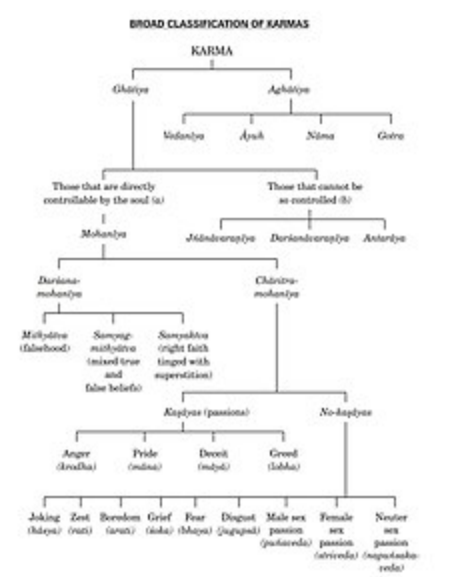 BROAD CLASSIFICATION OF KARMAS
KARMA
Ghātiya Aghātiya
Vedanīya Āyuh Nāma Gotra
Those that are directly Those that cannot be
controllable by the soul (a) so controlled (b)
Mohanīya
Jñānāvaraṇīya Darśanāvaraṇīya Antarāya
Darśana- Cháritra-
mohanīya mohanīya
Mithyātva Samyag- Samyaktva
(falsehood) mithyātva (right faith
(mixed true tinged with
and superstition)
false beliefs)
Kaṣāyas (passions) No-kaṣāyas
Anger Pride Deceit Greed
(krodha) (māna) (māyā) (lobha)
Joking Zest Boredom Grief Fear Disgust Male sex Female Neuter
(hāsya) (rati) (arati) (śoka) (bhaya) (jugupsā) passion sex sex
(puṁsaveda) passion passion
(strīveda) (napuṁsaka-
veda)